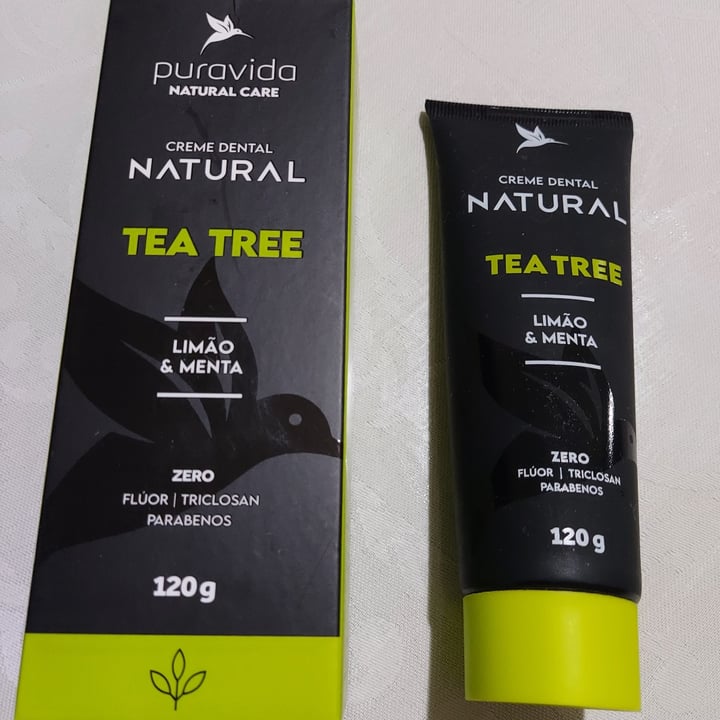 puravida
NATURAL CARE
CREME DENTAL
NATURAL
TEA TREE
LIMÃO
& MENTA
ZERO
FLÚOR | TRICLOSAN
PARABENOS
120g
CREME DENTAL
NATURAL
TEA TREE
LIMÃO
& MENTA
ZERO
FLÚOR | TRICLOSAN
PARABENOS
120g